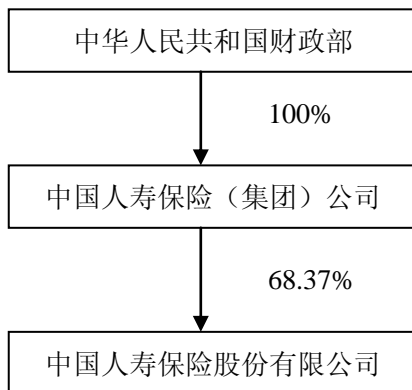 中华人民共和国财政部
100%
中国人寿保险（集团）公司
68.37%
中国人寿保险股份有限公司